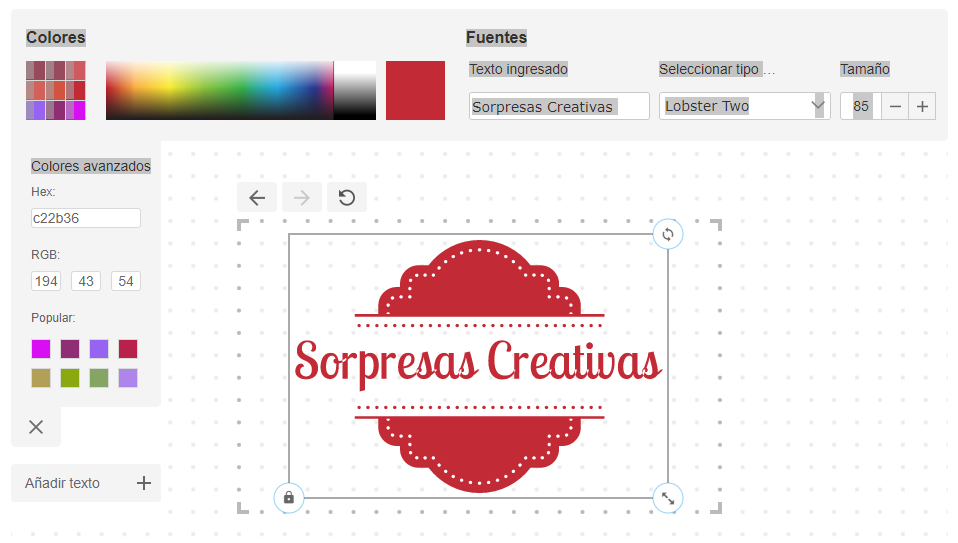 Colores
Fuentes
Texto ingresado
Seleccionar tipo ...
Tamaño
Sorpresas Creativas
Lobster Two
85
Colores avanzados
Hex:
c22b36
RGB:
194 43 54
Popular:
Añadir texto
Sorpresas Creativas